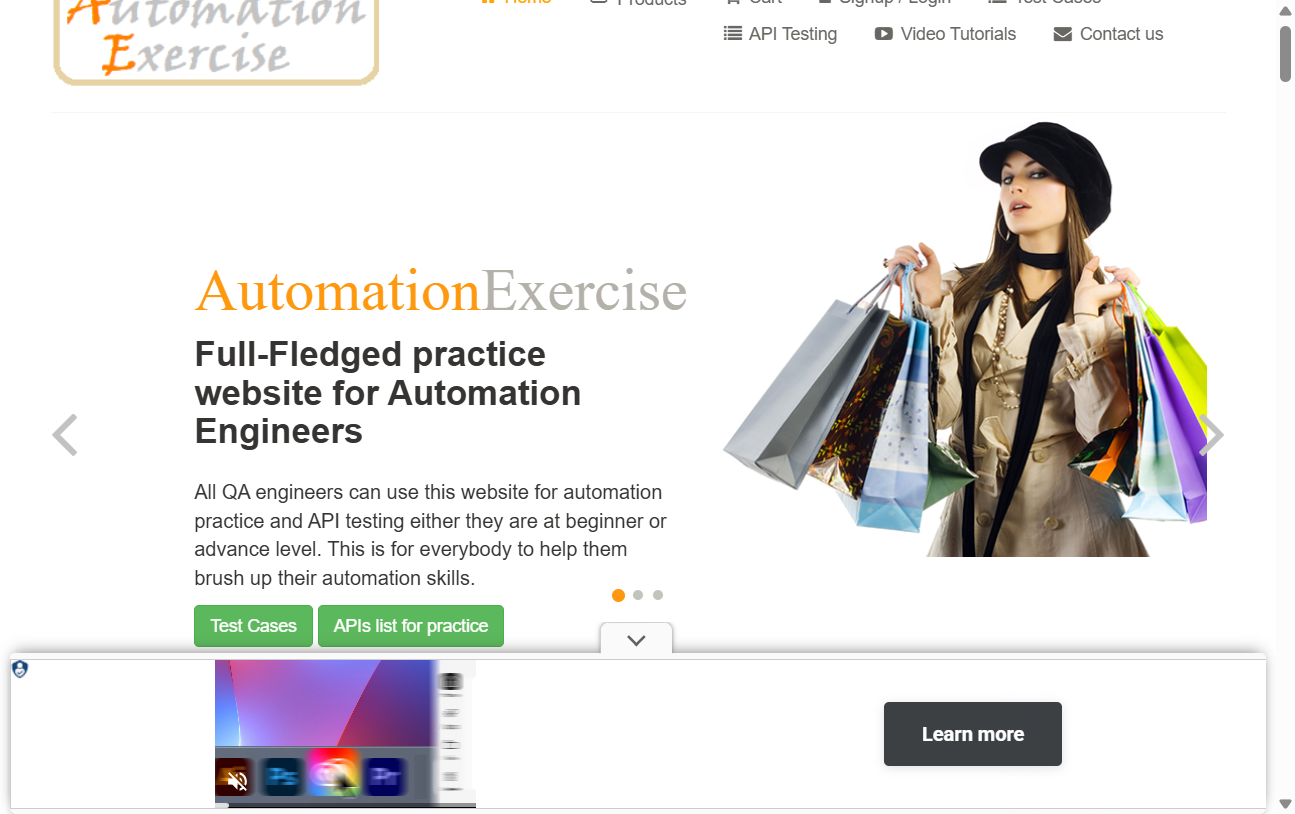 Automation
Exercise
Home
Products
Cart
Signup / Login
Test Cases
API Testing
Video Tutorials
Contact us
AutomationExercise
Full-Fledged practice
website for Automation
Engineers
All QA engineers can use this website for automation
practice and API testing either they are at beginner or
advance level. This is for everybody to help them
brush up their automation skills.
Test Cases
APIs list for practice
Ps
Pr
Learn more